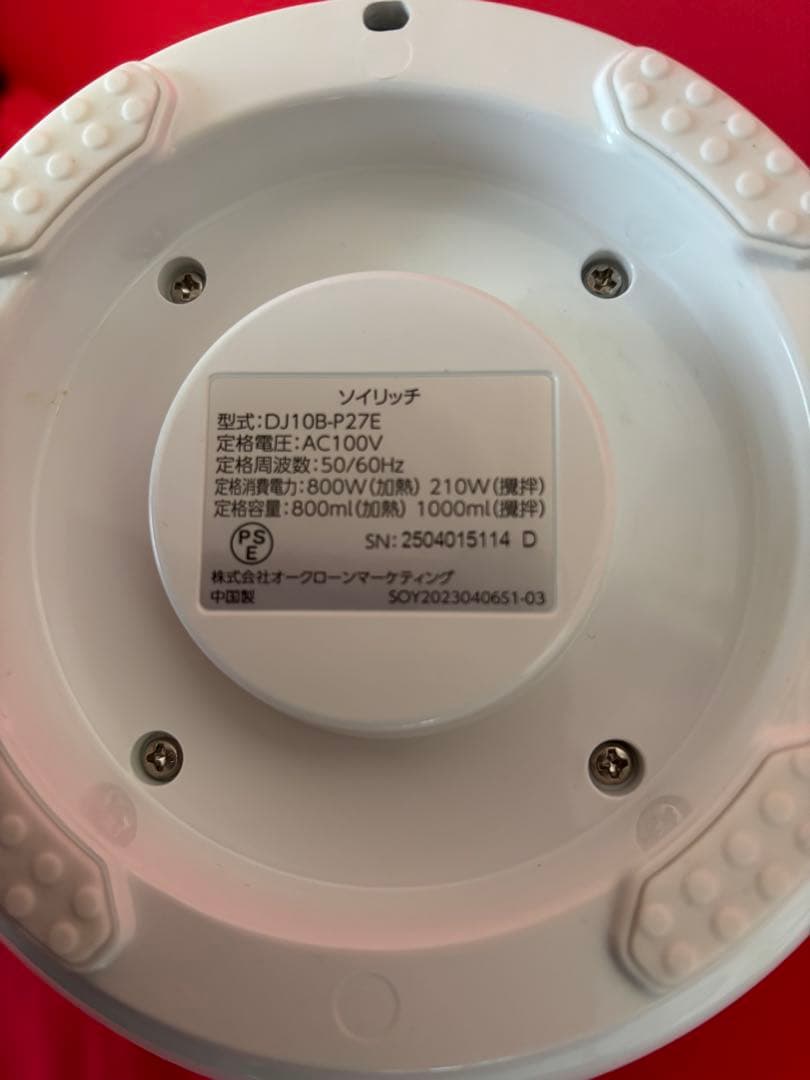 ソイリッチ
型式:DJ10B-P27E
定格電圧:AC100V
定格周波数:50/60Hz
定格消費電力:800W(加熱) 210W(攪拌)
定格容量:800ml(加熱) 1000ml(攪拌)
PS
E
SN: 2504015114 D
株式会社オークローンマーケティング
中国製 SOY2023040651-03